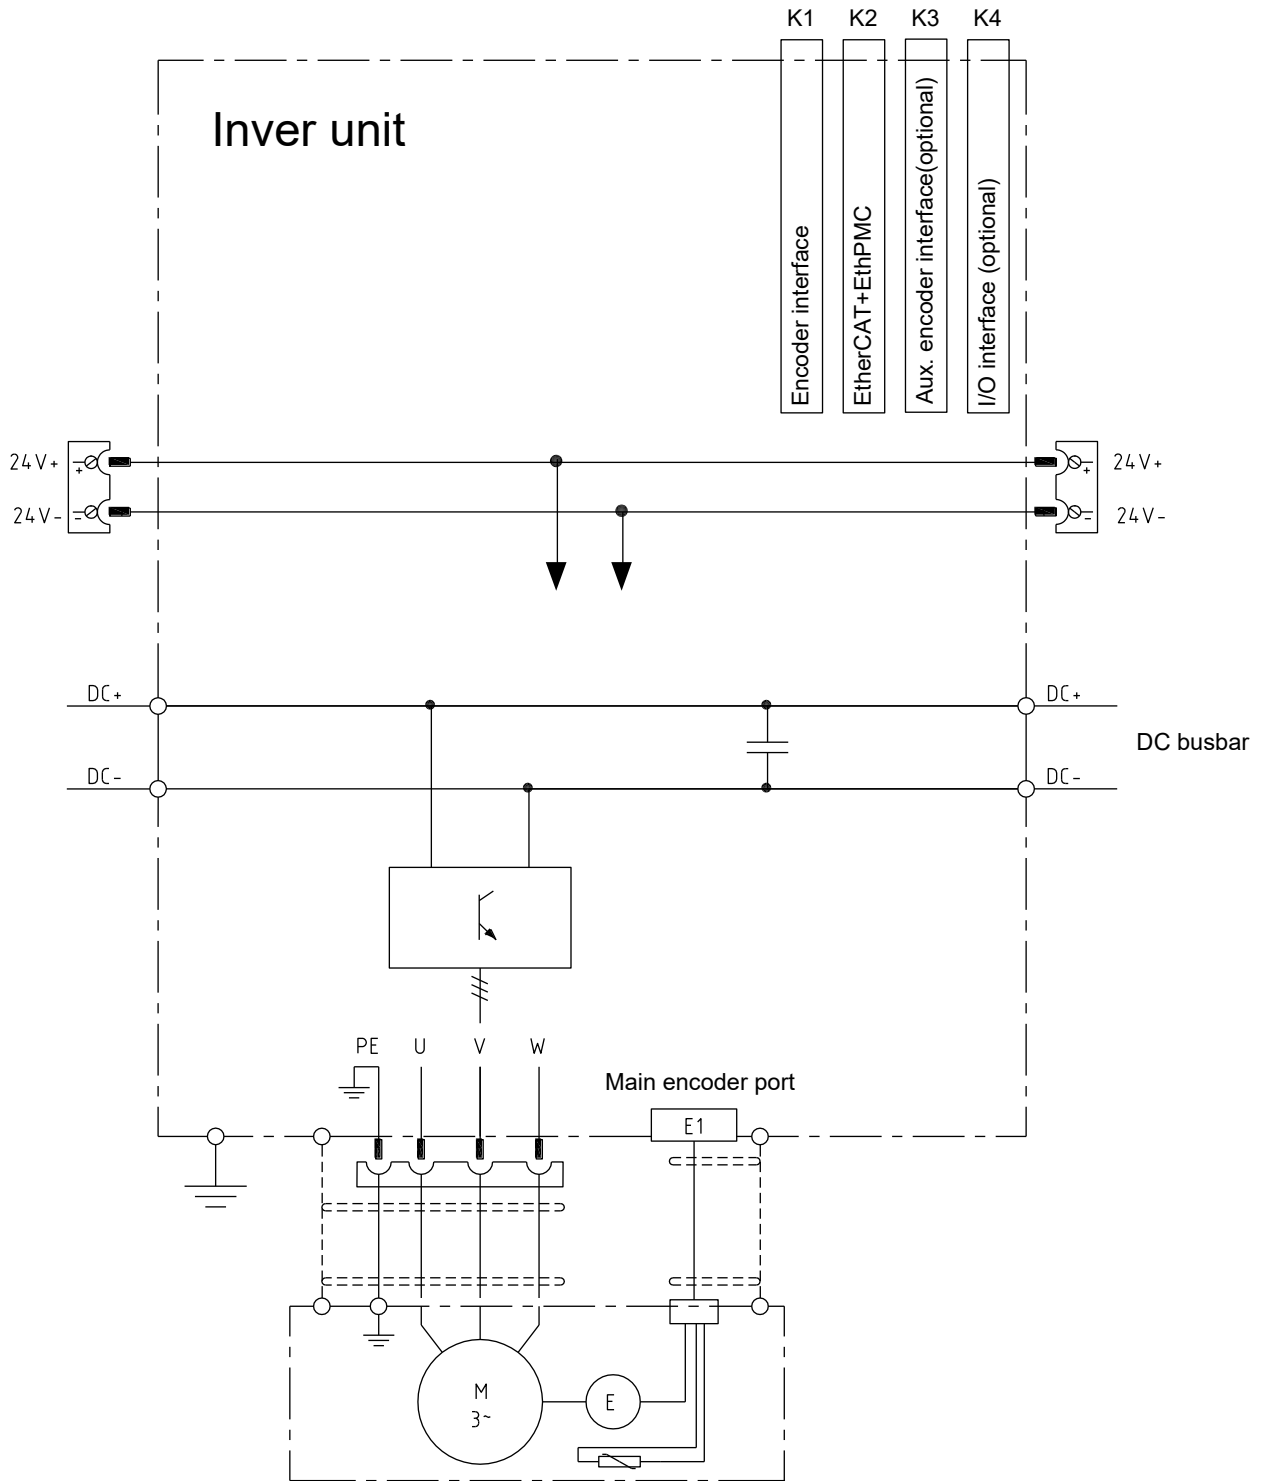 K1 K2 K3 K4
Inver unit
Encoder interface
EtherCAT+EthPMC
Aux. encoder interface(optional)
I/O interface (optional)
24V+ + + 24V+
24V- - - 24V-
DC+ DC+
DC busbar
DC- DC-
PE U V W
Main encoder port
E1
M
3~
E